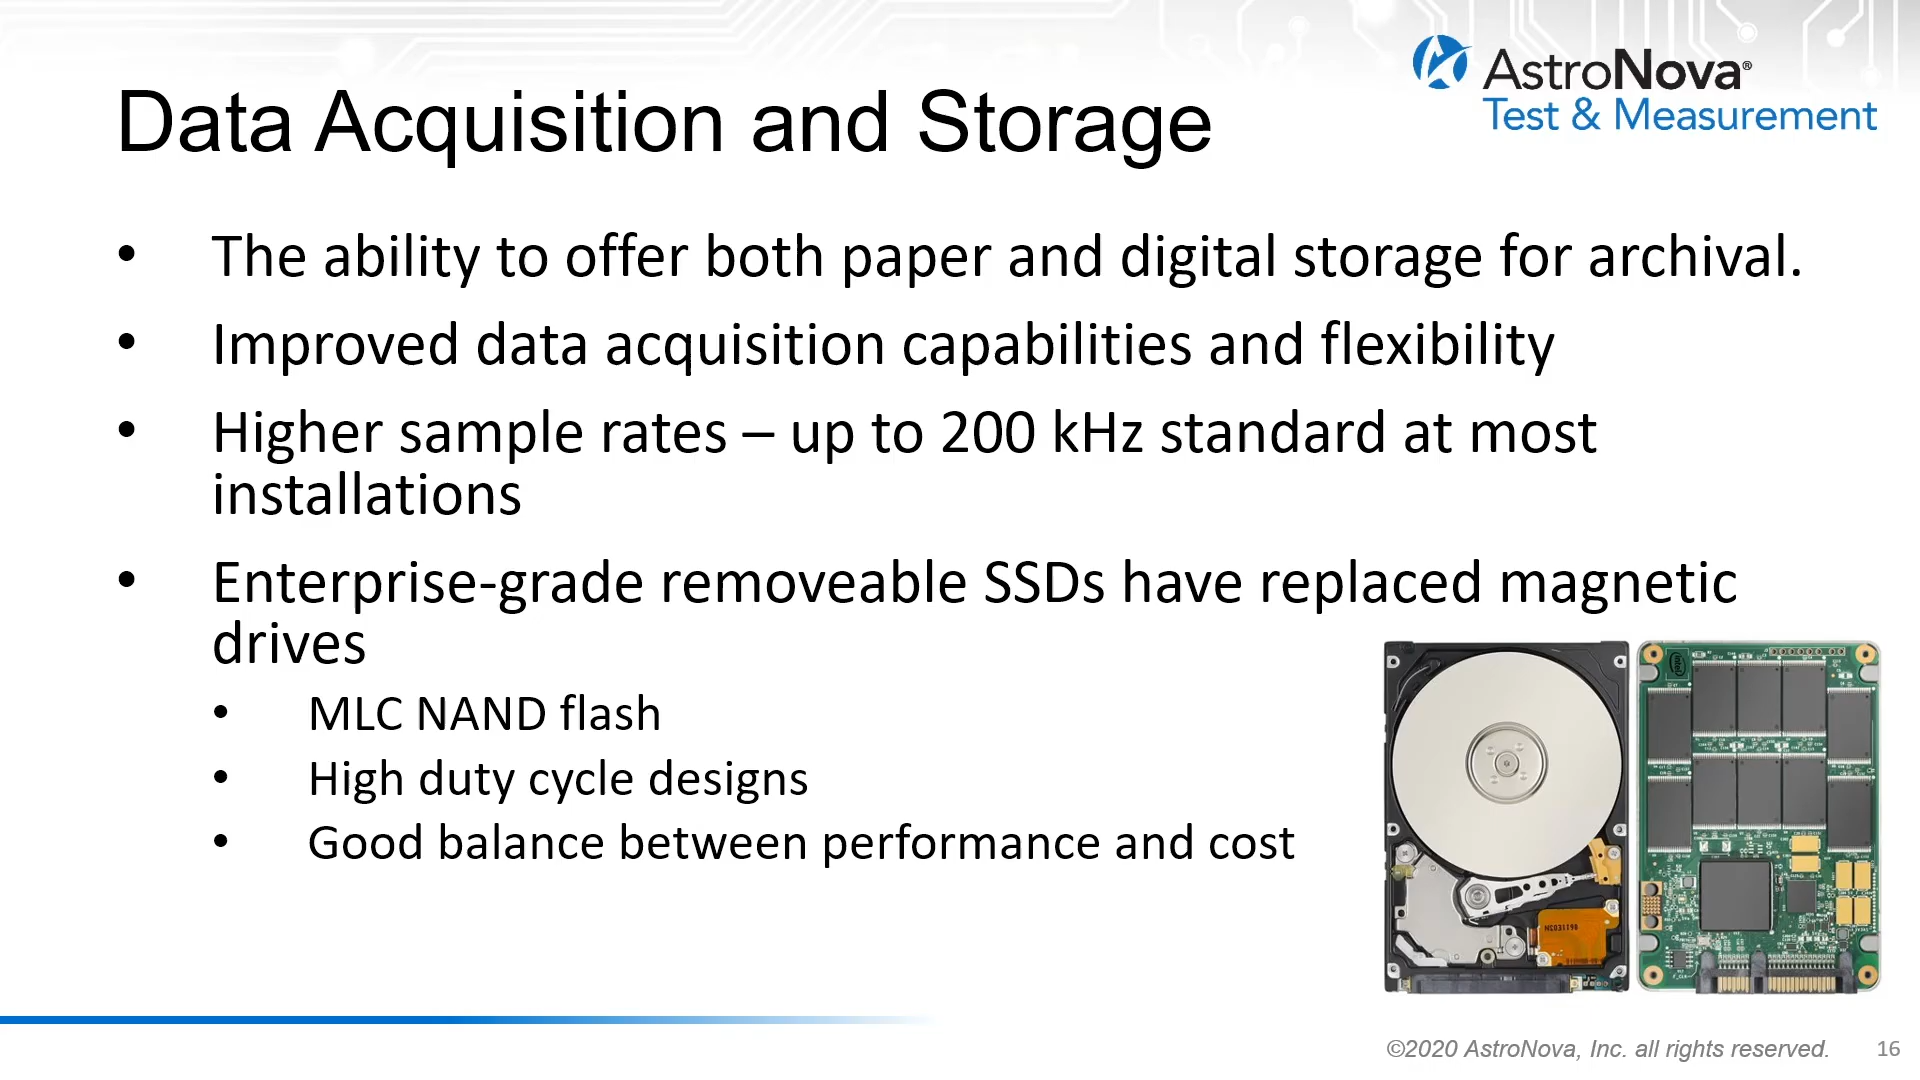 AstroNova®
Test & Measurement
Data Acquisition and Storage
• The ability to offer both paper and digital storage for archival.
• Improved data acquisition capabilities and flexibility
• Higher sample rates – up to 200 kHz standard at most
installations
• Enterprise-grade removeable SSDs have replaced magnetic
drives
• MLC NAND flash
• High duty cycle designs
• Good balance between performance and cost
intel
©2020 AstroNova, Inc. all rights reserved.
16